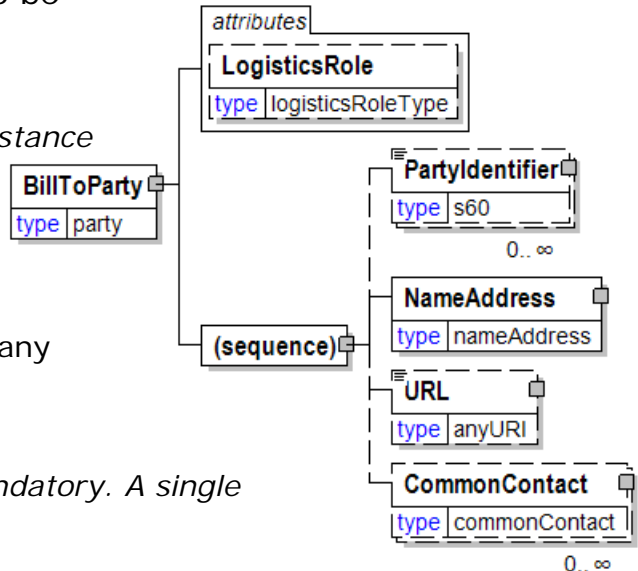 be
attributes
LogisticsRole
type logisticsRoleType
BillToParty
type party
PartyIdentifier
type s60
0.. ∞
NameAddress
type nameAddress
any
(sequence)
URL
type anyURI
ndatory. A single
CommonContact
type commonContact
0.. ∞